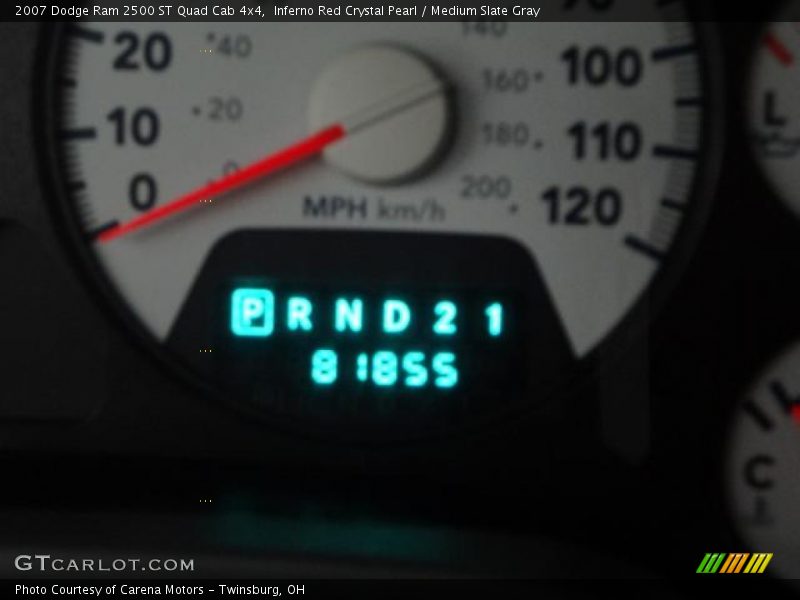 2007 Dodge Ram 2500 ST Quad Cab 4x4,  Inferno Red Crystal Pearl / Medium Slate Gray
20 40 140 100
10 20 160 110
0 0 180 120
MPH km/h 200
L
P R N D 2 1
81855
C
GTCARLOT.COM
Photo Courtesy of Carena Motors - Twinsburg, OH